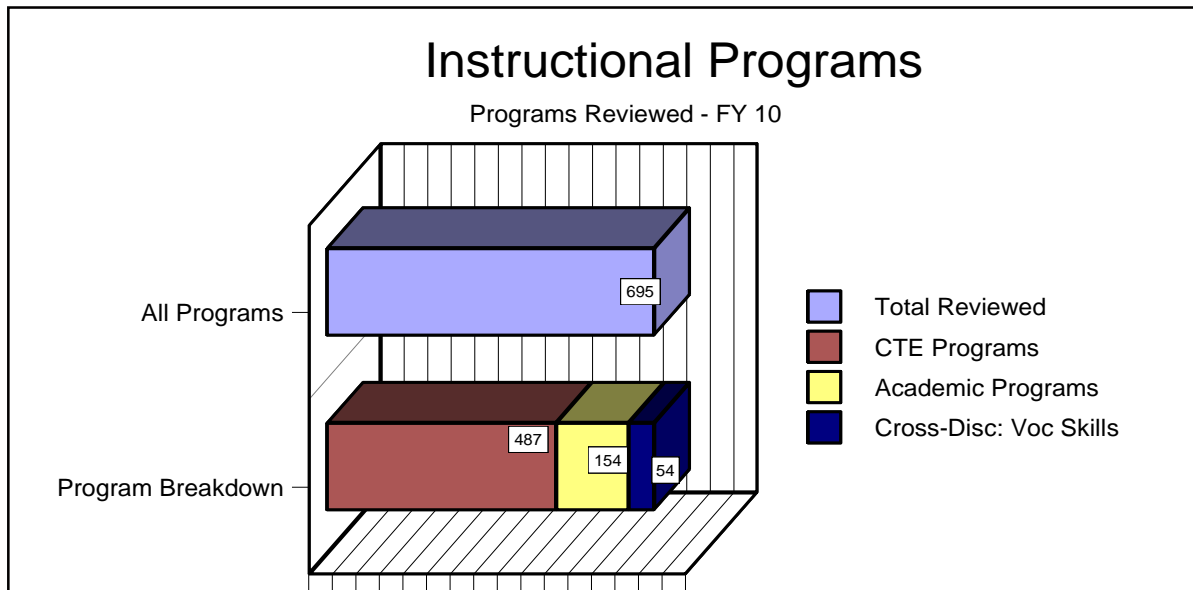 Instructional Programs
Programs Reviewed - FY 10
All Programs
695
Program Breakdown
487
154
54
Total Reviewed
CTE Programs
Academic Programs
Cross-Disc: Voc Skills